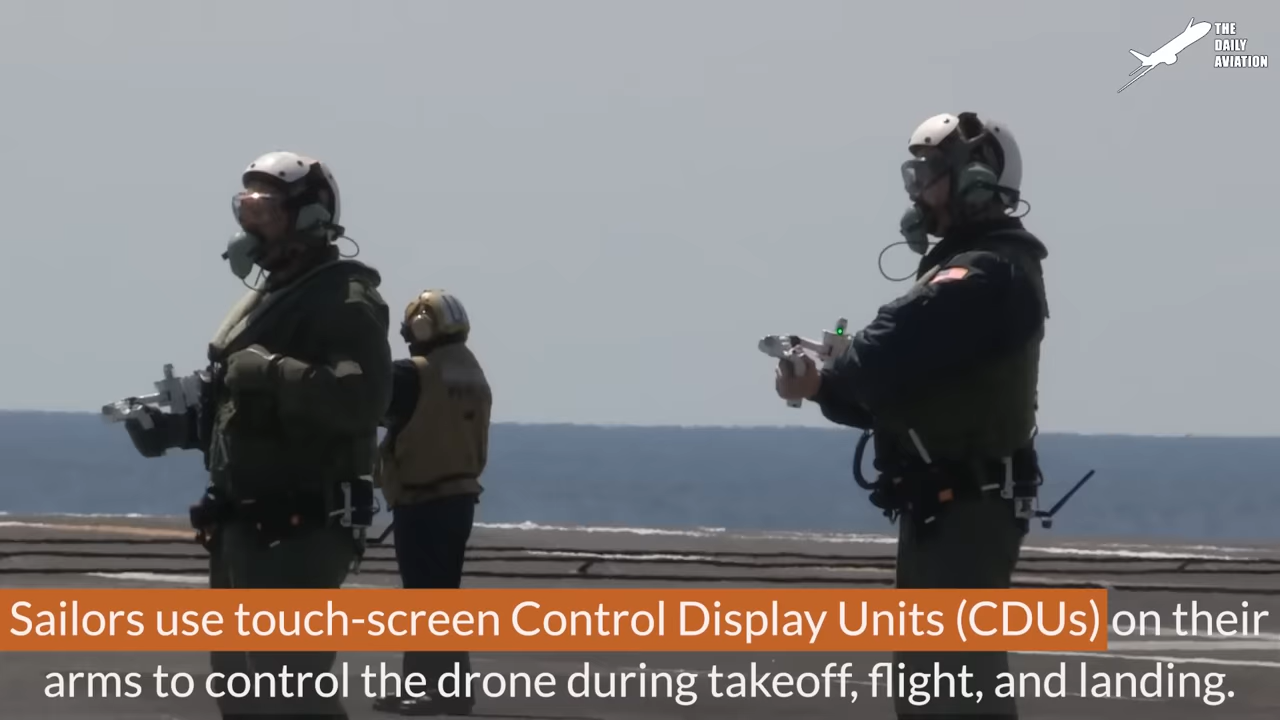 THE
DAILY
AVIATION
Sailors use touch-screen Control Display Units (CDUs) on their
arms to control the drone during takeoff, flight, and landing.